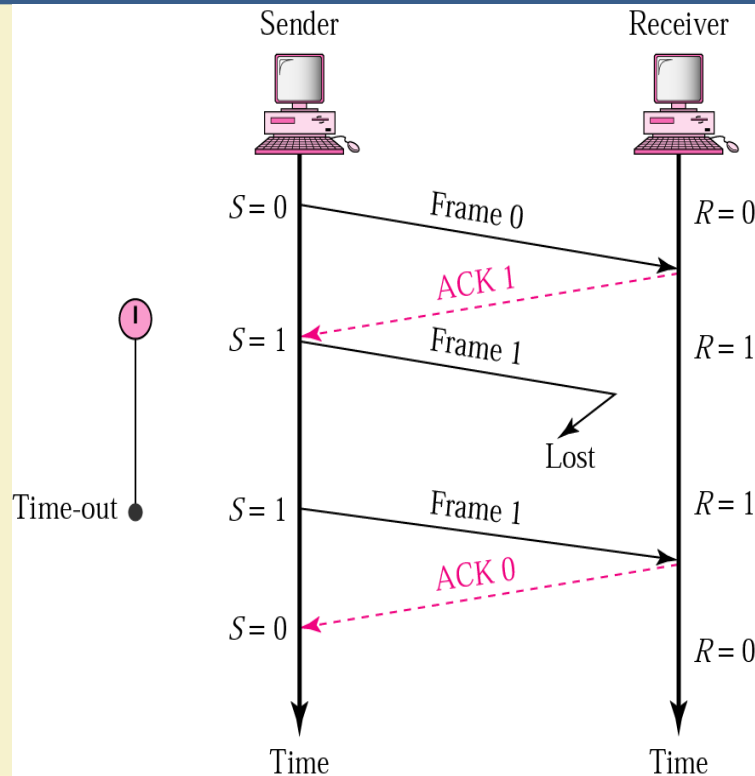 Sender
Receiver
S = 0
Frame 0
R = 0
ACK 1
S = 1
Frame 1
R = 1
Lost
Time-out
S = 1
Frame 1
R = 1
ACK 0
S = 0
R = 0
Time
Time